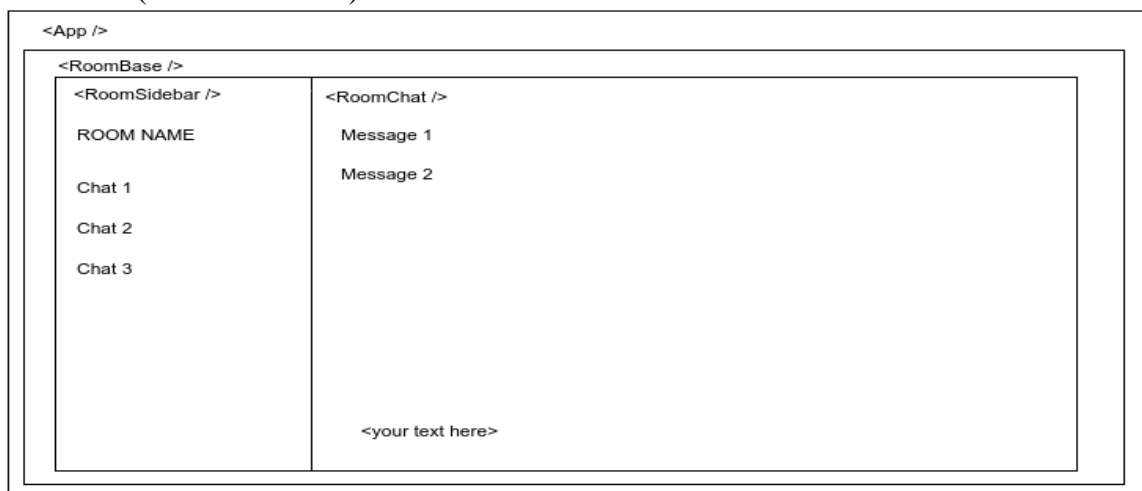 <App />
<RoomBase />
<RoomSidebar />
ROOM NAME
Chat 1
Chat 2
Chat 3
<RoomChat />
Message 1
Message 2
<your text here>